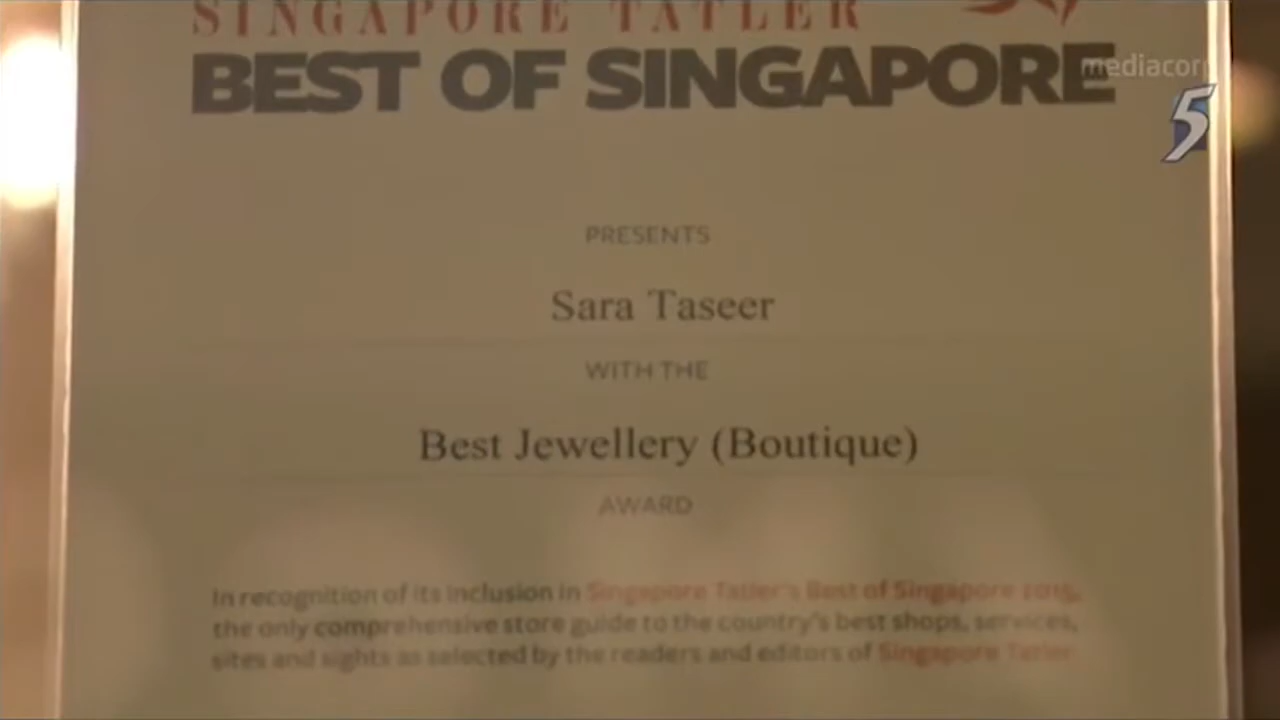 SINGAPORE TATLER
BEST OF SINGAPORE
mediacorp
5
PRESENTS
Sara Taseer
WITH THE
Best Jewellery (Boutique)
AWARD
In recognition of its inclusion in Singapore Tatler's Best of Singapore 2015,
the only comprehensive store guide to the country's best shops, services,
sites and sights as selected by the readers and editors of Singapore Tatler